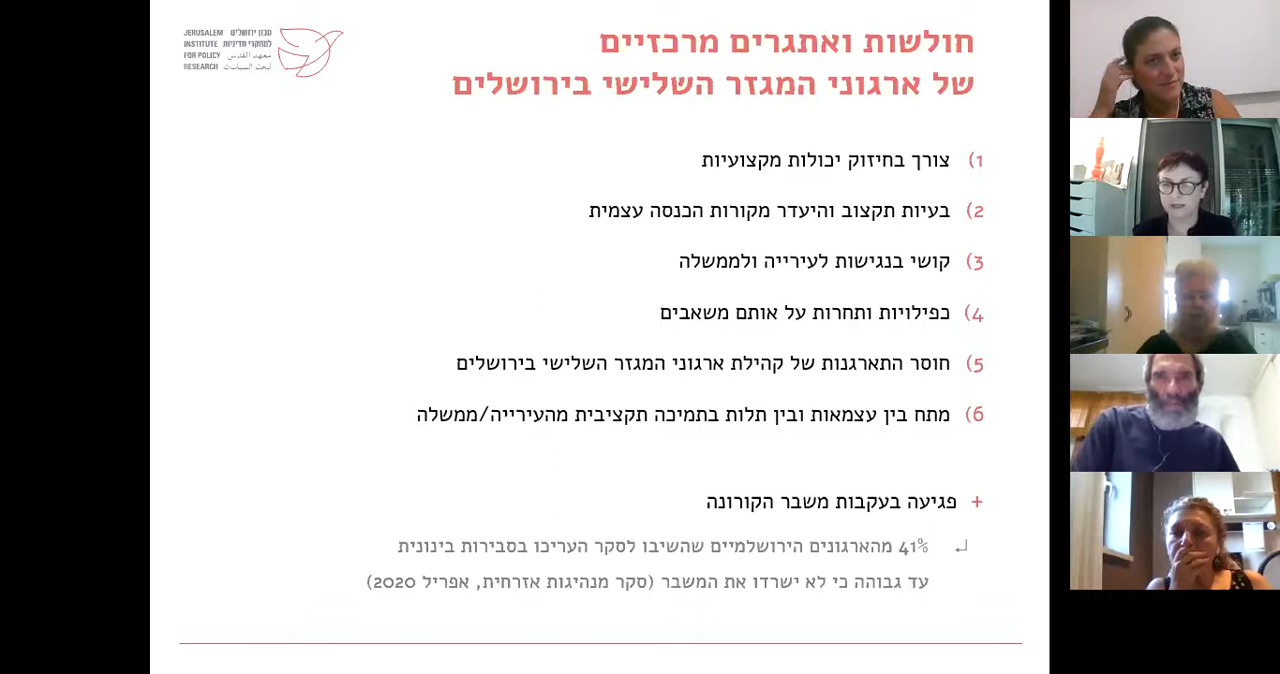 JERUSALEM
INSTITUTE
FOR POLICY
RESEARCH
מכון ירושלים
למחקרי מדיניות
معهد القدس
لبحث السياسات
חולשות ואתגרים מרכזיים
של ארגוני המגזר השלישי בירושלים
1) צורך בחיזוק יכולות מקצועיות
2) בעיות תקצוב והיעדר מקורות הכנסה עצמית
3) קושי בנגישות לעירייה ולממשלה
4) כפילויות ותחרות על אותם משאבים
5) חוסר התארגנות של קהילת ארגוני המגזר השלישי בירושלים
6) מתח בין עצמאות ובין תלות בתמיכה תקציבית מהעירייה/ממשלה
+ פגיעה בעקבות משבר הקורונה
41% מהארגונים הירושלמיים שהשיבו לסקר העריכו בסבירות בינונית
עד גבוהה כי לא ישרדו את המשבר (סקר מנהיגות אזרחית, אפריל 2020)